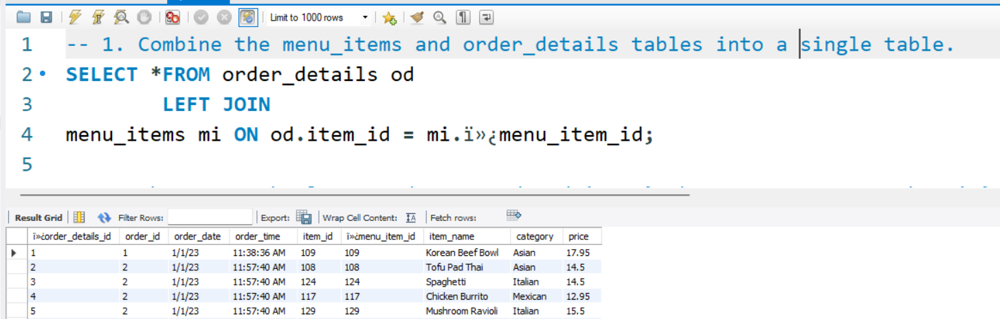 Limit to 1000 rows
1 -- 1. Combine the menu_items and order_details tables into a single table.
2 SELECT *FROM order_details od
3 LEFT JOIN
4 menu_items mi ON od.item_id = mi.ï»¿menu_item_id;
5
Result Grid Filter Rows: Export: Wrap Cell Content: IA Fetch rows:
ï»¿order_details_id order_id order_date order_time item_id ï»¿menu_item_id item_name category price
1 1 1/1/23 11:38:36 AM 109 109 Korean Beef Bowl Asian 17.95
2 2 1/1/23 11:57:40 AM 108 108 Tofu Pad Thai Asian 14.5
3 2 1/1/23 11:57:40 AM 124 124 Spaghetti Italian 14.5
4 2 1/1/23 11:57:40 AM 117 117 Chicken Burrito Mexican 12.95
5 2 1/1/23 11:57:40 AM 129 129 Mushroom Ravioli Italian 15.5